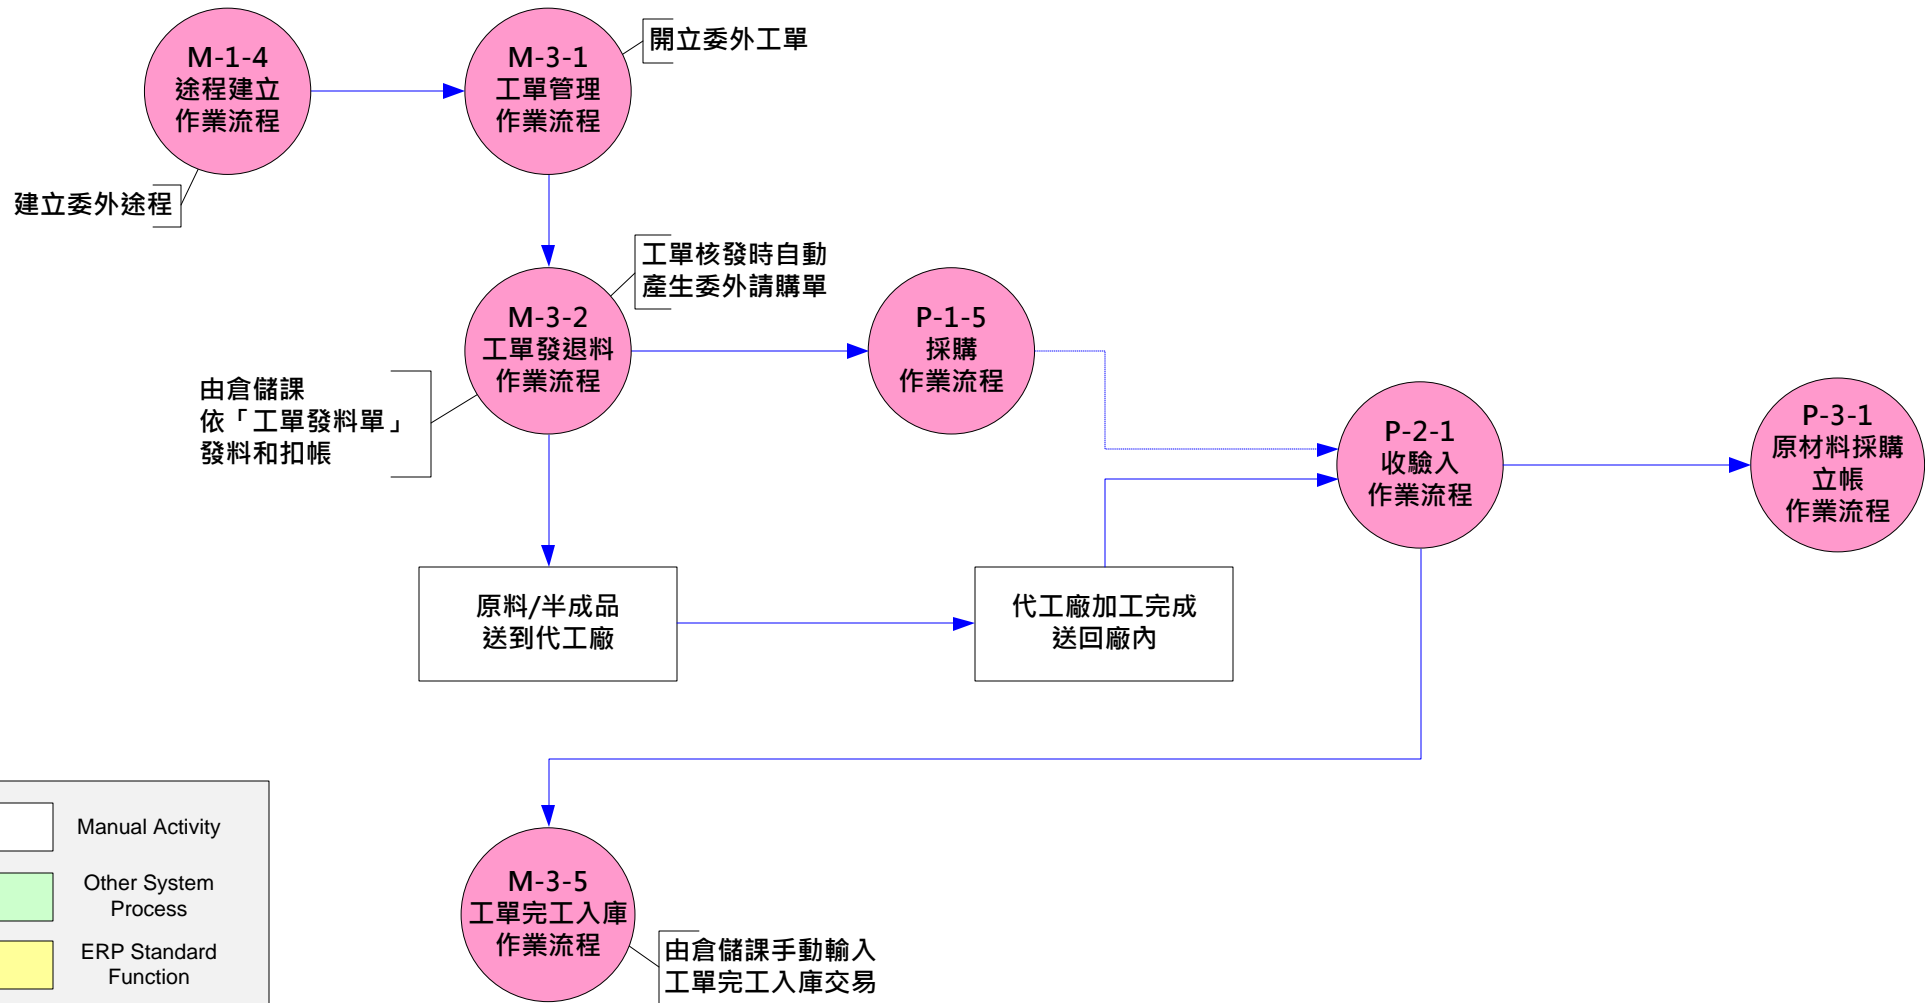 M-1-4
途程建立
作業流程
建立委外途程
M-3-1
工單管理
作業流程
開立委外工單
M-3-2
工單發退料
作業流程
工單核發時自動
產生委外請購單
由倉儲課
依「工單發料單」
發料和扣帳
P-1-5
採購
作業流程
P-2-1
收驗入
作業流程
P-3-1
原材料採購
立帳
作業流程
原料/半成品
送到代工廠
代工廠加工完成
送回廠內
M-3-5
工單完工入庫
作業流程
由倉儲課手動輸入
工單完工入庫交易
Manual Activity
Other System
Process
ERP Standard
Function